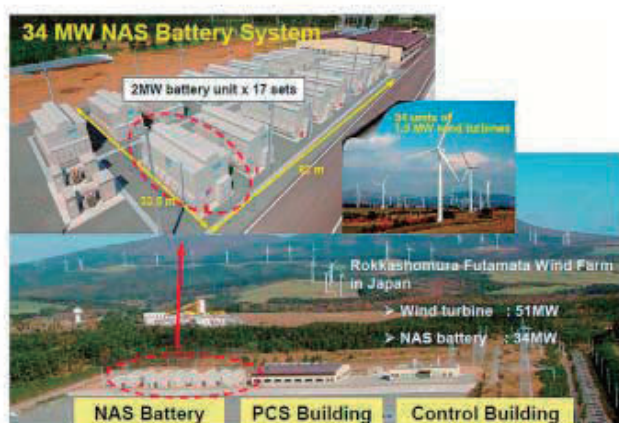 34 MW NAS Battery System
2MW battery unit x 17 sets
34 units of
1.5 MW wind turbines
Rokkashomura Futamata Wind Farm
in Japan
➢ Wind turbine : 51MW
➢ NAS battery : 34MW
NAS Battery
PCS Building
Control Building